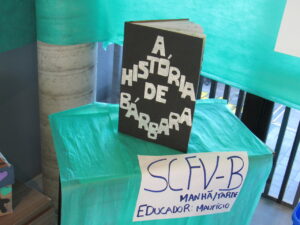 A
HISTÓRIA
DE
BÁRBARA
SCFV-B
MANHÃ/TARDE
EDUCADOR: MAURÍCIO